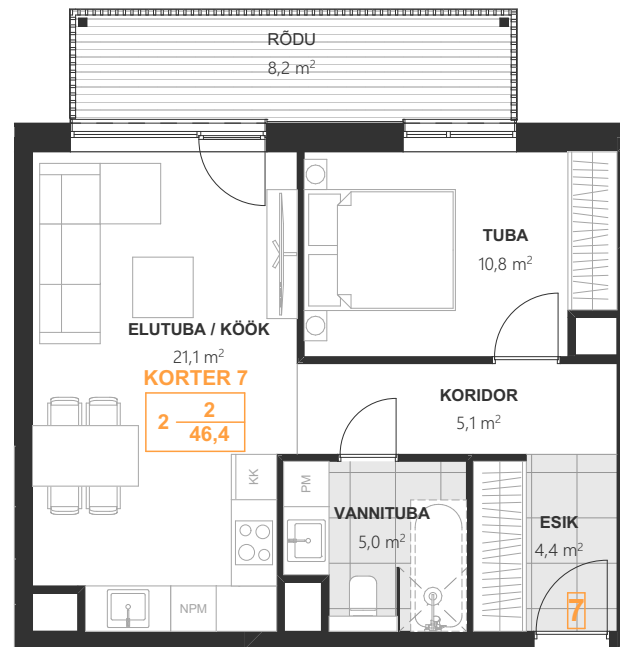 RÕDU
8,2 m²
TUBA
10,8 m²
ELUTUBA / KÖÖK
21,1 m²
KORTER 7
2 2
46,4
KORIDOR
5,1 m²
KK
PM
VANNITUBA
5,0 m²
ESIK
4,4 m²
NPM
7